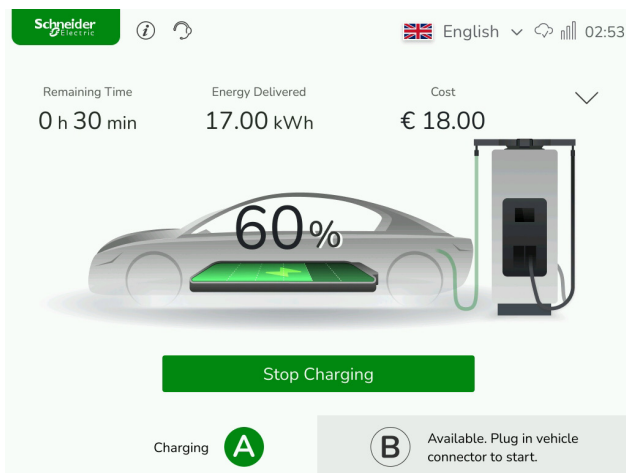 Schneider
Electric
English
02:53
Remaining Time
Energy Delivered
Cost
0 h 30 min
17.00 kWh
€ 18.00
60%
Stop Charging
Charging
A
B
Available. Plug in vehicle
connector to start.